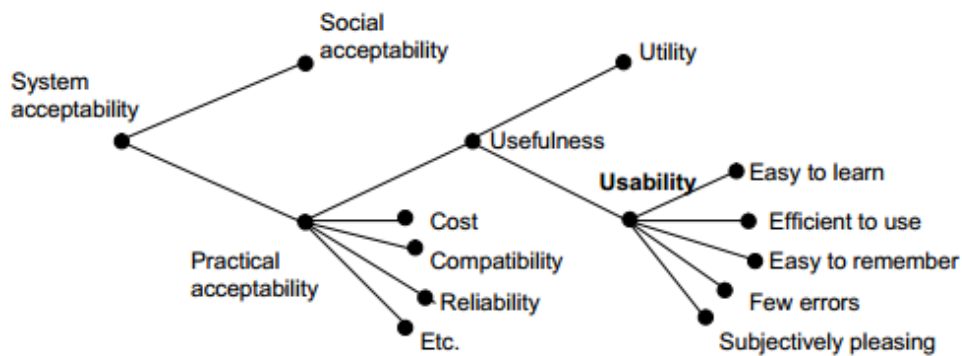 Social
acceptability
Utility
System
acceptability
Usefulness
Usability
Easy to learn
Cost
Efficient to use
Practical
acceptability
Compatibility
Easy to remember
Reliability
Few errors
Etc.
Subjectively pleasing